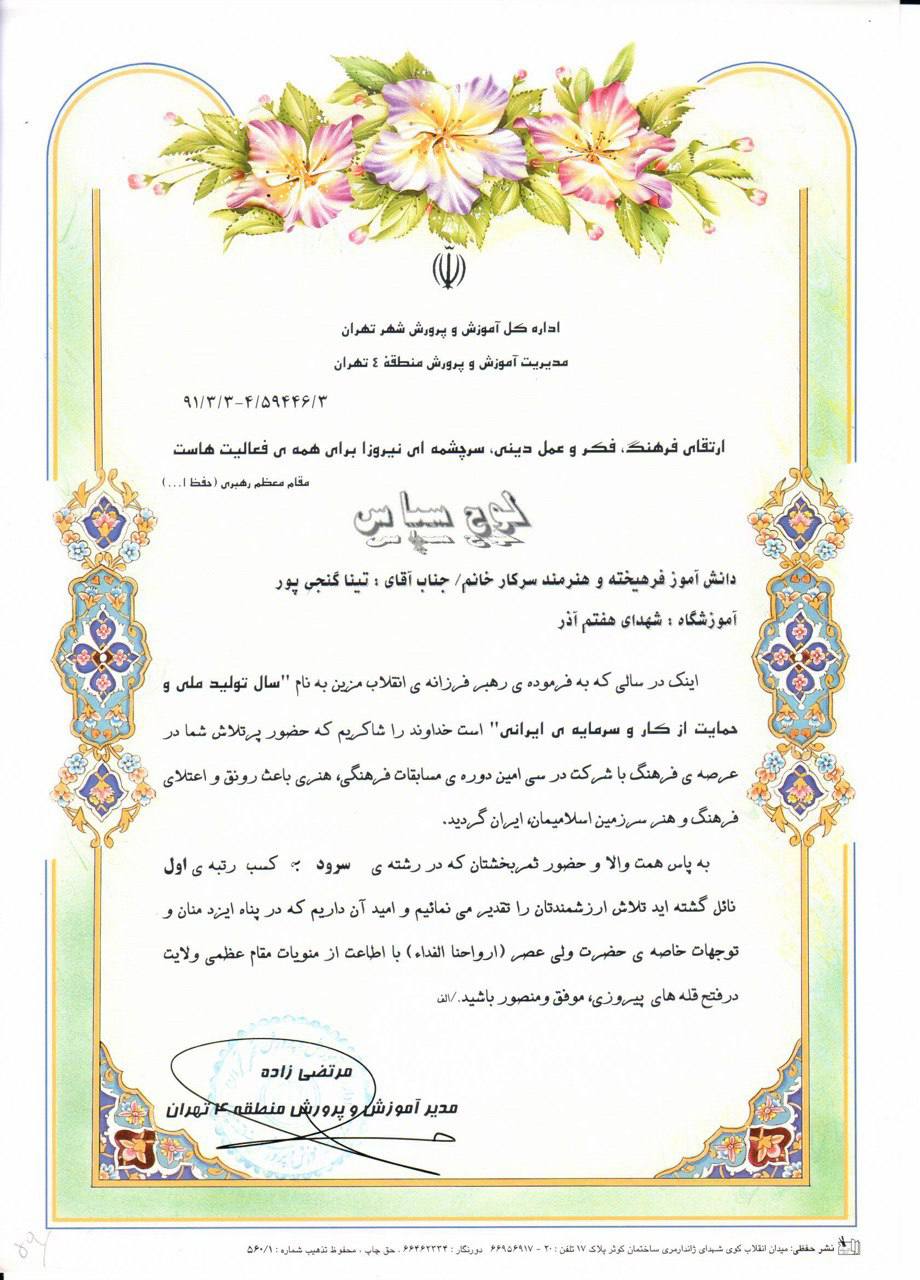 اداره کل آموزش و پرورش شهر تهران
مدیریت آموزش و پرورش منطقه ٤ تهران
۹۱/۳/۳-۴/۵۹۴۴۶/۳
ارتقای فرهنگ، فکر و عمل دینی، سرچشمه ای نیروزا برای همه ی فعالیت هاست
مقام معظم رهبری (حفظ ا...)
لوح سپاس
دانش آموز فرهیخته و هنرمند سرکار خانم/ جناب آقای : تینا گنجی پور
آموزشگاه : شهدای هفتم آذر
اینک در سالی که به فرموده ی رهبر فرزانه ی انقلاب مزین به نام "سال تولید ملی و
حمایت از کار و سرمایه ی ایرانی" است خداوند را شاکریم که حضور پرتلاش شما در
عرصه ی فرهنگ با شرکت در سی امین دوره ی مسابقات فرهنگی، هنری باعث رونق و اعتلای
فرهنگ و هنر سرزمین اسلامیمان، ایران گردید.
به پاس همت والا و حضور ثمربخشتان که در رشته ی سرود به کسب رتبه ی اول
نائل گشته اید تلاش ارزشمندتان را تقدیر می نمائیم و امید آن داریم که در پناه ایزد منان و
توجهات خاصه ی حضرت ولی عصر (ارواحنا الفداء) با اطاعت از منویات مقام عظمی ولایت
درفتح قله های پیروزی، موفق ومنصور باشید./الف
مرتضی زاده
مدیر آموزش و پرورش منطقه ۴ تهران
نشر حفظی: میدان انقلاب کوی شهدای ژاندارمری ساختمان کوثر پلاک ۱۷ تلفن : ۲۰ - ۶۶۹۵۶۹۱۷ دورنگار : ۶۶۴۶۲۳۳۴ . حق چاپ ، محفوظ تذهیب شماره : ۵۶۰/۱